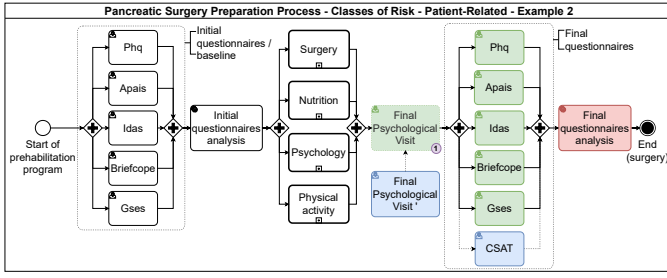 Pancreatic Surgery Preparation Process - Classes of Risk - Patient-Related - Example 2
Start of
prehabilitation
program
Phq
Apais
Idas
Briefcope
Gses
Initial
questionnaires /
baseline
Initial
questionnaires
analysis
Surgery
Nutrition
Psychology
Physical
activity
Final
Psychological
Visit
1
Final
Psychological
Visit '
Phq
Apais
Idas
Briefcope
Gses
CSAT
Final
questionnaires
Final
questionnaires
analysis
End
(surgery)